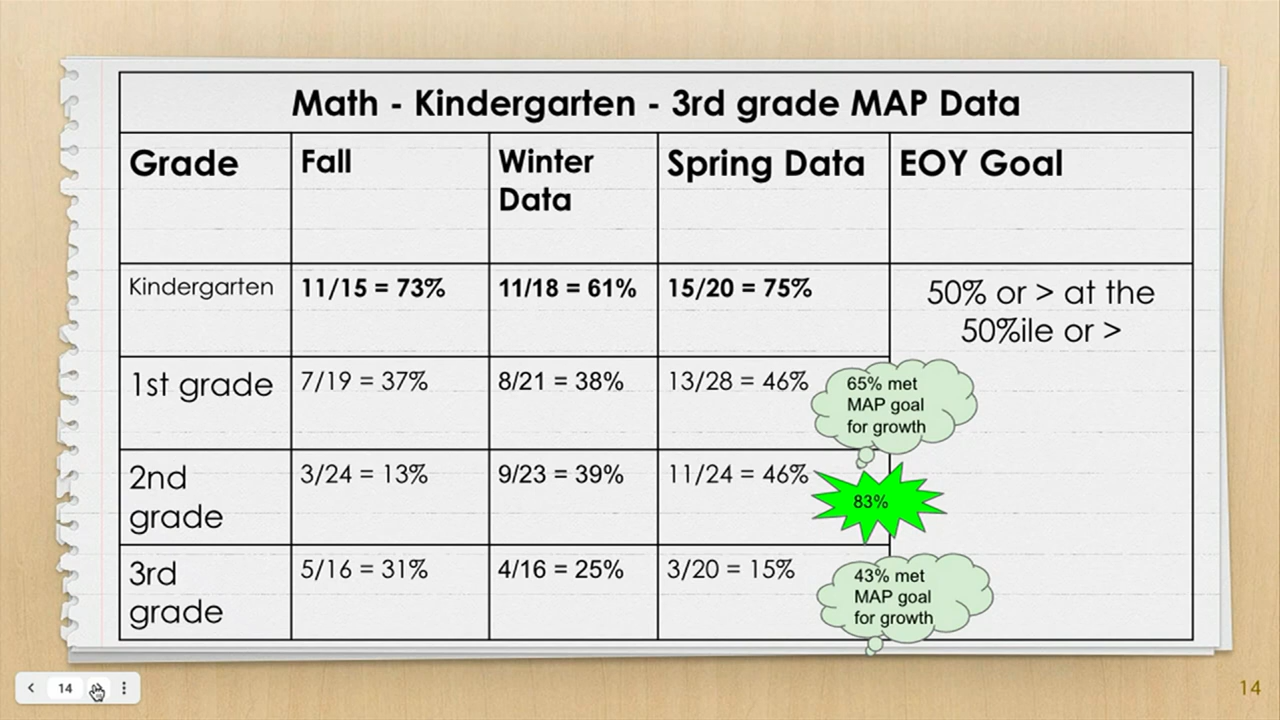 Math - Kindergarten - 3rd grade MAP Data
Grade
Fall
Winter
Data
Spring Data
EOY Goal
Kindergarten
11/15 = 73%
11/18 = 61%
15/20 = 75%
50% or > at the
50%ile or >
1st grade
7/19 = 37%
8/21 = 38%
13/28 = 46%
65% met
MAP goal
for growth
2nd
grade
3/24 = 13%
9/23 = 39%
11/24 = 46%
83%
3rd
grade
5/16 = 31%
4/16 = 25%
3/20 = 15%
43% met
MAP goal
for growth
14
14